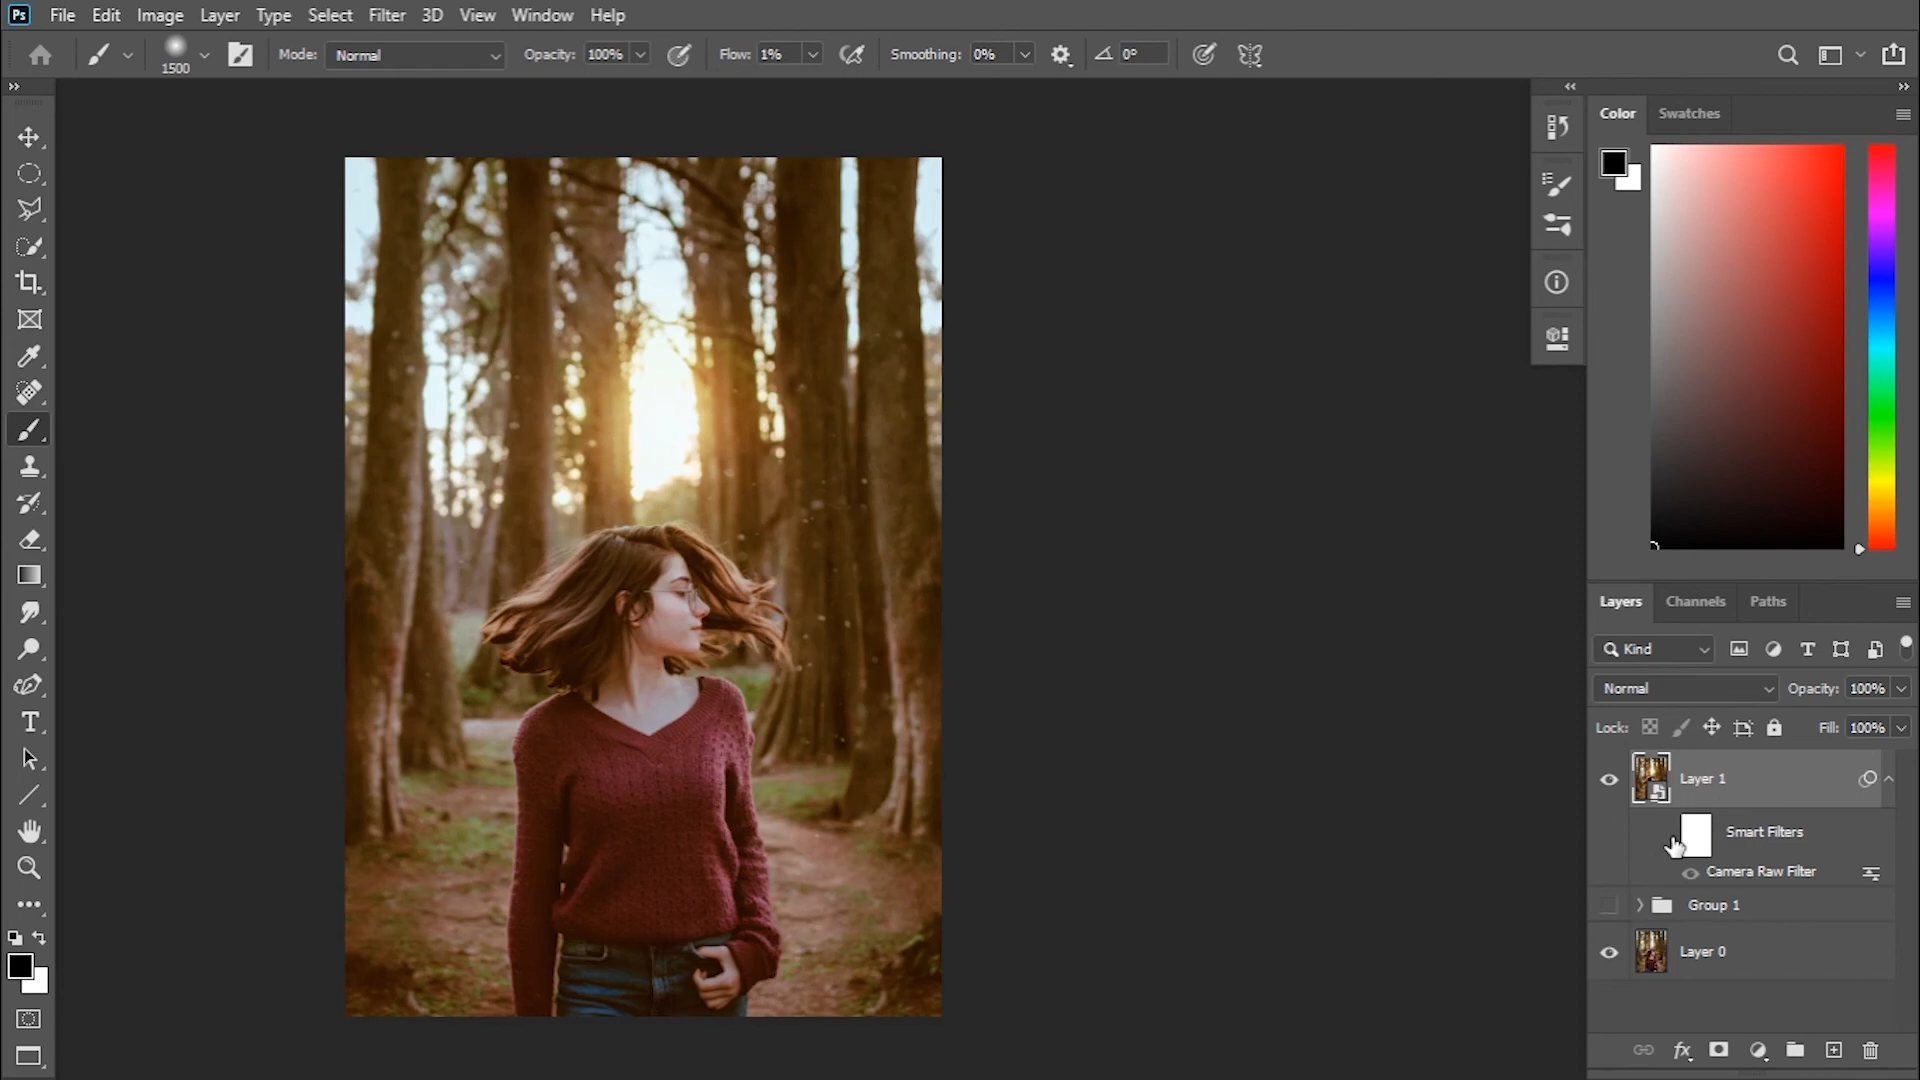 Ps File Edit Image Layer Type Select Filter 3D View Window Help
1500 Mode: Normal Opacity: 100% Flow: 1% Smoothing: 0% 0°
Color Swatches
Layers Channels Paths
Kind
Normal Opacity: 100%
Lock: Fill: 100%
Layer 1
Smart Filters
Camera Raw Filter
Group 1
Layer 0
fx